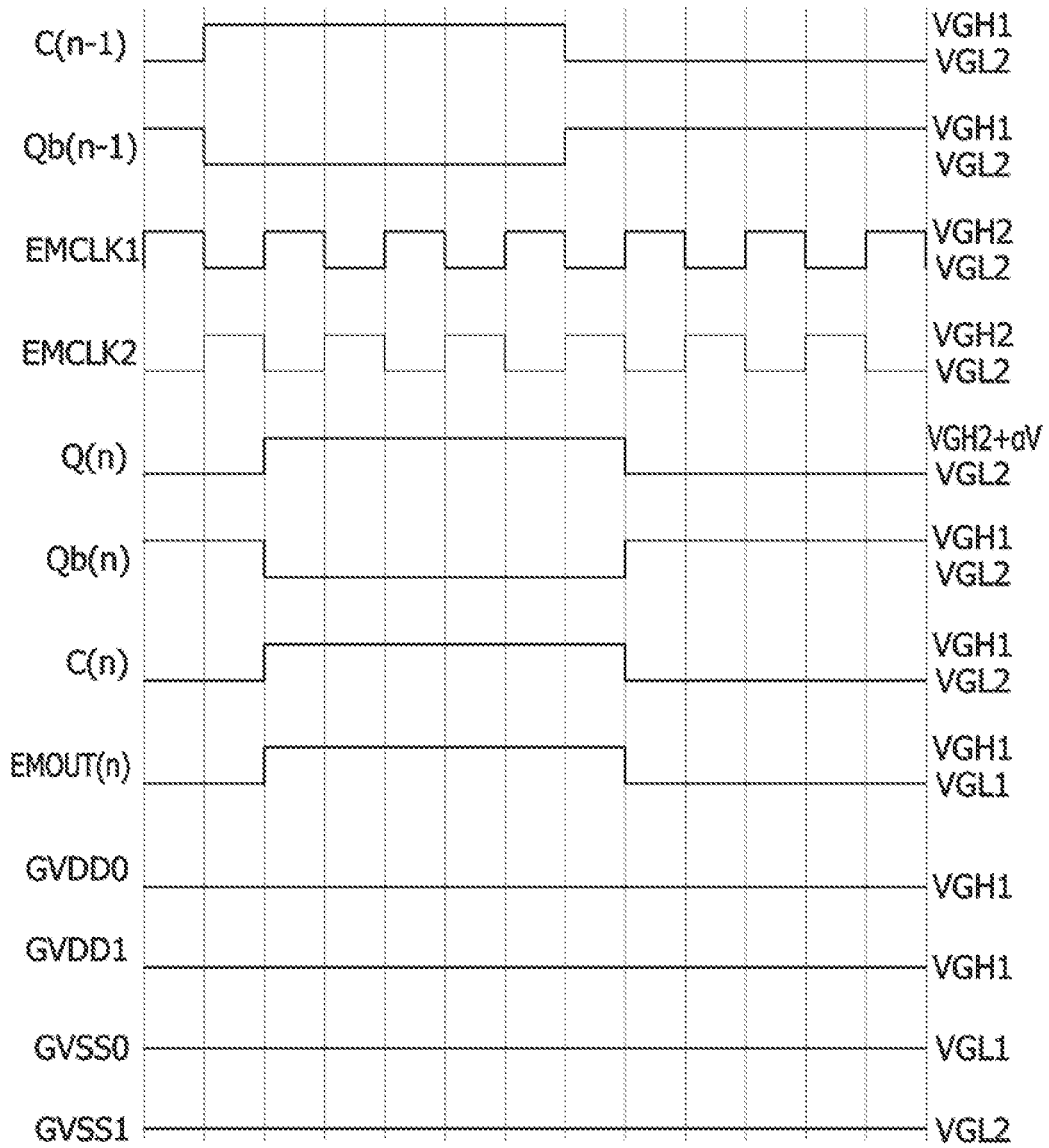 C(n-1) VGH1
VGL2
Qb(n-1) VGH1
VGL2
EMCLK1 VGH2
VGL2
EMCLK2 VGH2
VGL2
Q(n) VGH2+αV
VGL2
Qb(n) VGH1
VGL2
C(n) VGH1
VGL2
EMOUT(n) VGH1
VGL1
GVDD0 VGH1
GVDD1 VGH1
GVSS0 VGL1
GVSS1 VGL2